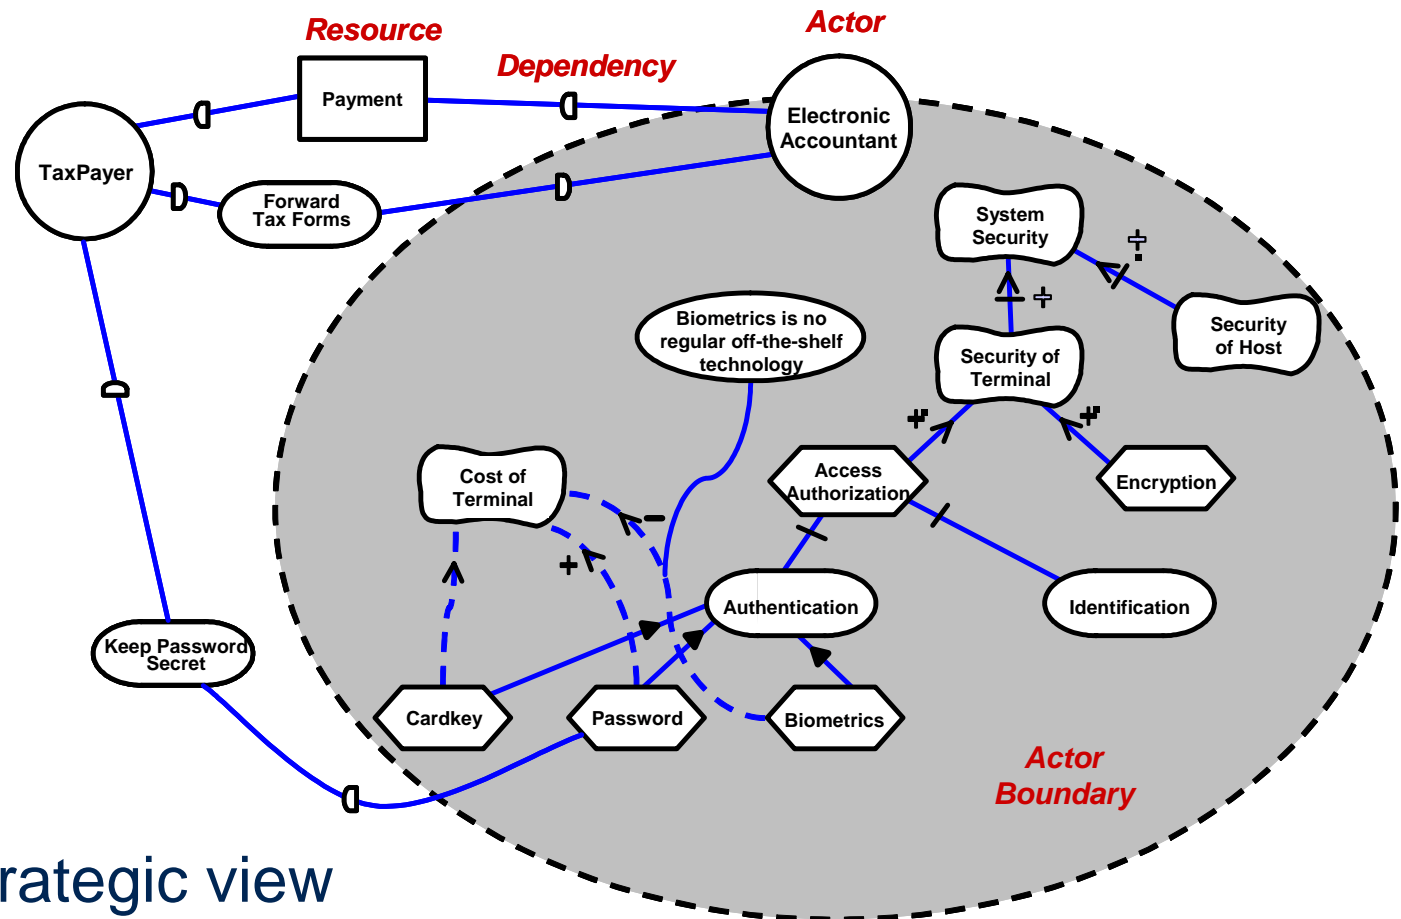 Resource
Actor
Dependency
Payment
Electronic
Accountant
TaxPayer
Forward
Tax Forms
System
Security
+
+
Biometrics is no
regular off-the-shelf
technology
Security
of Host
Security of
Terminal
+
+
Cost of
Terminal
Access
Authorization
Encryption
-
+
Authentication
Identification
Keep Password
Secret
Cardkey
Password
Biometrics
Actor
Boundary
rategic view